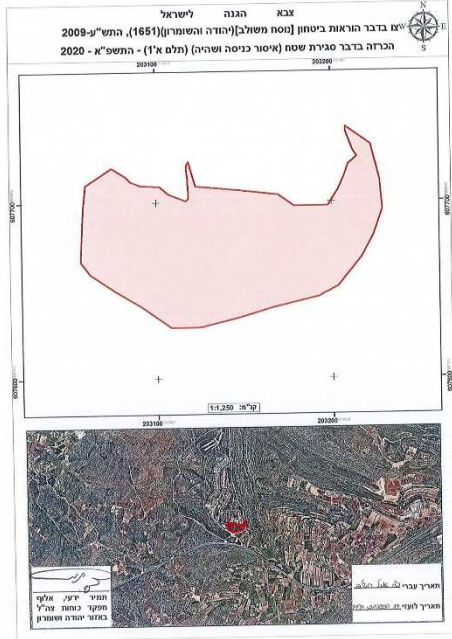 צבא הגנה לישראל
צו בדבר הוראות ביטחון [נוסח משולב](יהודה והשומרון)(1651), התש"ע-2009
הכרזה בדבר סגירת שטח (איסור כניסה ושהיה) (תלם א'1) - התשפ"א - 2020
N
W E
S
203100 203200
607700 607700
607600 607600
קנ"מ: 1:1,250
203100 203200
תמיר ידעי, אלוף
מפקד כוחות צה"ל
באזור יהודה ושומרון
תאריך עברי
תאריך לועזי